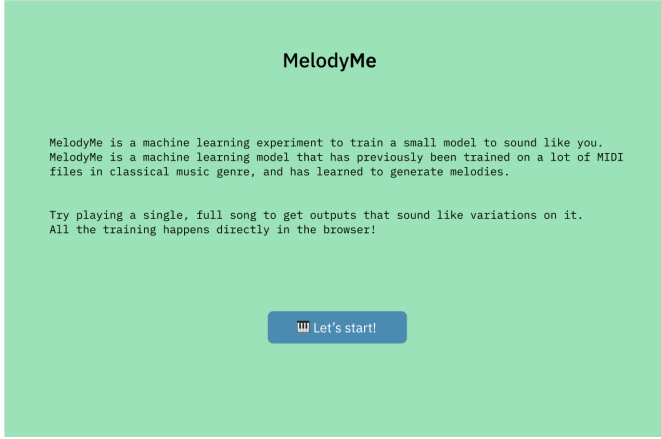 MelodyMe
MelodyMe is a machine learning experiment to train a small model to sound like you.
MelodyMe is a machine learning model that has previously been trained on a lot of MIDI
files in classical music genre, and has learned to generate melodies.
Try playing a single, full song to get outputs that sound like variations on it.
All the training happens directly in the browser!
🎹 Let's start!